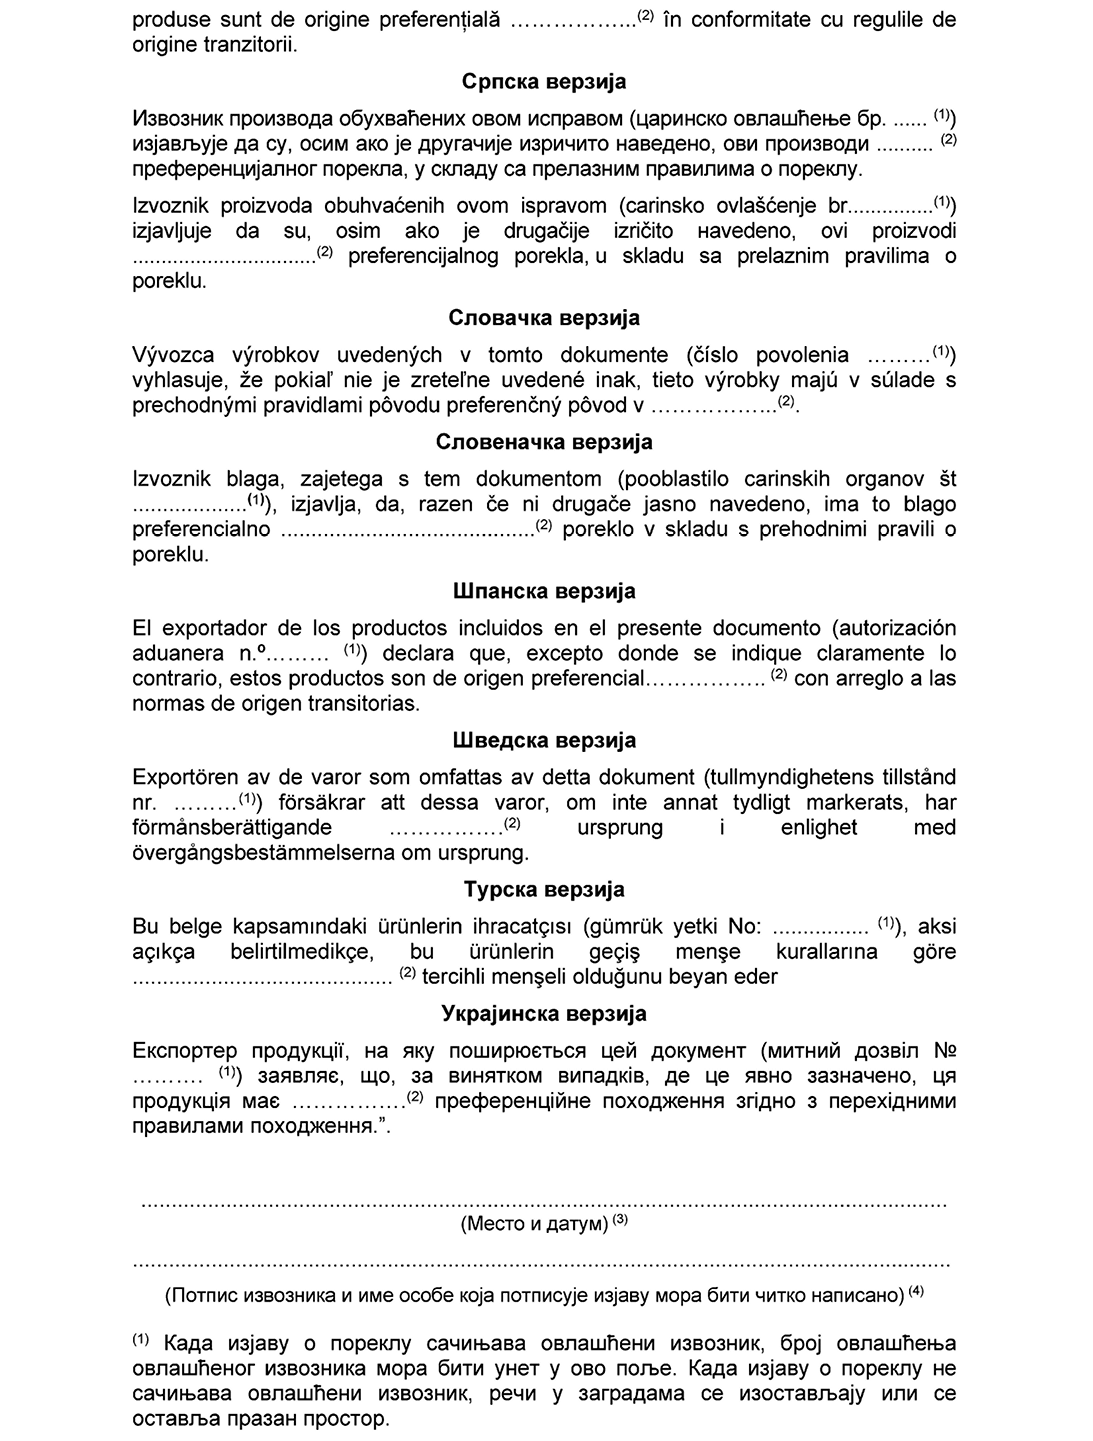 produse sunt de origine preferențială ……………...(2) în conformitate cu regulile de
origine tranzitorii.
Српска верзија
Извозник производа обухваћених овом исправом (царинско овлашћење бр. ...... (1))
изјављује да су, осим ако је другачије изричито наведено, ови производи .......... (2)
преференцијалног порекла, у складу са прелазним правилима о пореклу.
Izvoznik proizvoda obuhvaćenih ovom ispravom (carinsko ovlašćenje br...............(1))
izjavljuje da su, osim ako je drugačije izričito навedeno, ovi proizvodi
...............................(2) preferencijalnog porekla, u skladu sa prelaznim pravilima o
poreklu.
Словачка верзија
Vývozca výrobkov uvedených v tomto dokumente (číslo povolenia ………(1))
vyhlasuje, že pokiaľ nie je zreteľne uvedené inak, tieto výrobky majú v súlade s
prechodnými pravidlami pôvodu preferenčný pôvod v ……………...(2).
Словеначка верзија
Izvoznik blaga, zajetega s tem dokumentom (pooblastilo carinskih organov št
...................(1)), izjavlja, da, razen če ni drugače jasno navedeno, ima to blago
preferencialno ..........................................(2) poreklo v skladu s prehodnimi pravili o
poreklu.
Шпанска верзија
El exportador de los productos incluidos en el presente documento (autorización
aduanera n.º……… (1)) declara que, excepto donde se indique claramente lo
contrario, estos productos son de origen preferencial…………….. (2) con arreglo a las
normas de origen transitorias.
Шведска верзија
Exportören av de varor som omfattas av detta dokument (tullmyndighetens tillstånd
nr. ………(1)) försäkrar att dessa varor, om inte annat tydligt markerats, har
förmånsberättigande …………….(2) ursprung i enlighet med
övergångsbestämmelserna om ursprung.
Турска верзија
Bu belge kapsamındaki ürünlerin ihracatçısı (gümrük yetki No: ................ (1)), aksi
açıkça belirtilmedikçe, bu ürünlerin geçiş menşe kurallarına göre
........................................... (2) tercihli menşeli olduğunu beyan eder
Украјинска верзија
Експортер продукції, на яку поширюється цей документ (митний дозвіл №
………. (1)) заявляє, що, за винятком випадків, де це явно зазначено, ця
продукція має …………….(2) преференційне походження згідно з перехідними
правилами походження.”.
..........................................................................................................................................
(Место и датум) (3)
..........................................................................................................................................
(Потпис извозника и име особе која потписује изјаву мора бити читко написано) (4)
(1) Када изјаву о пореклу сачињава овлашћени извозник, број овлашћења
овлашћеног извозника мора бити унет у ово поље. Када изјаву о пореклу не
сачињава овлашћени извозник, речи у заградама се изостављају или се
оставља празан простор.